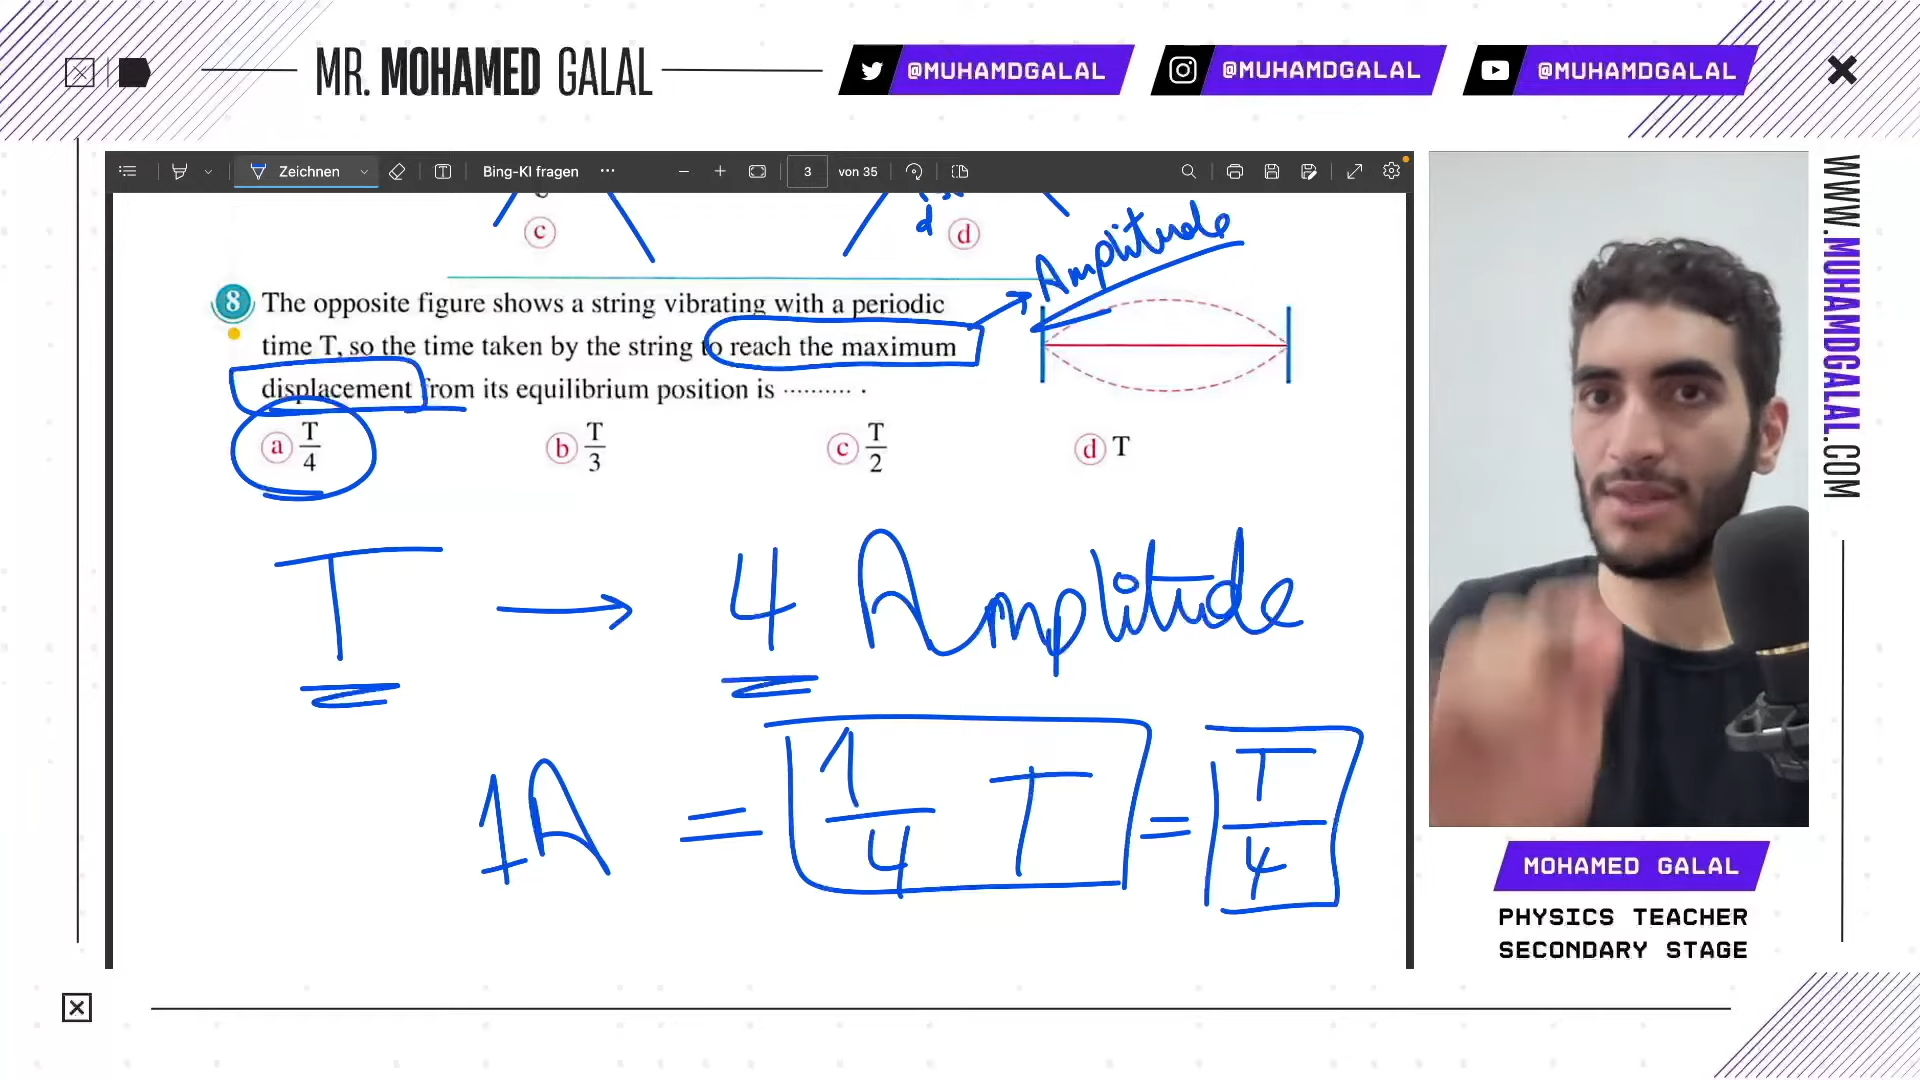 MR. MOHAMED GALAL
@MUHAMDGALAL
@MUHAMDGALAL
@MUHAMDGALAL
Zeichnen
Bing-KI fragen
3
von 35
c
d
d
Amplitude
8 The opposite figure shows a string vibrating with a periodic
time T, so the time taken by the string to reach the maximum
displacement from its equilibrium position is ·········· .
a T/4
b T/3
c T/2
d T
T → 4 Amplitude
1A = 1/4 T = T/4
WWW.MUHAMDGALAL.COM
MOHAMED GALAL
PHYSICS TEACHER
SECONDARY STAGE